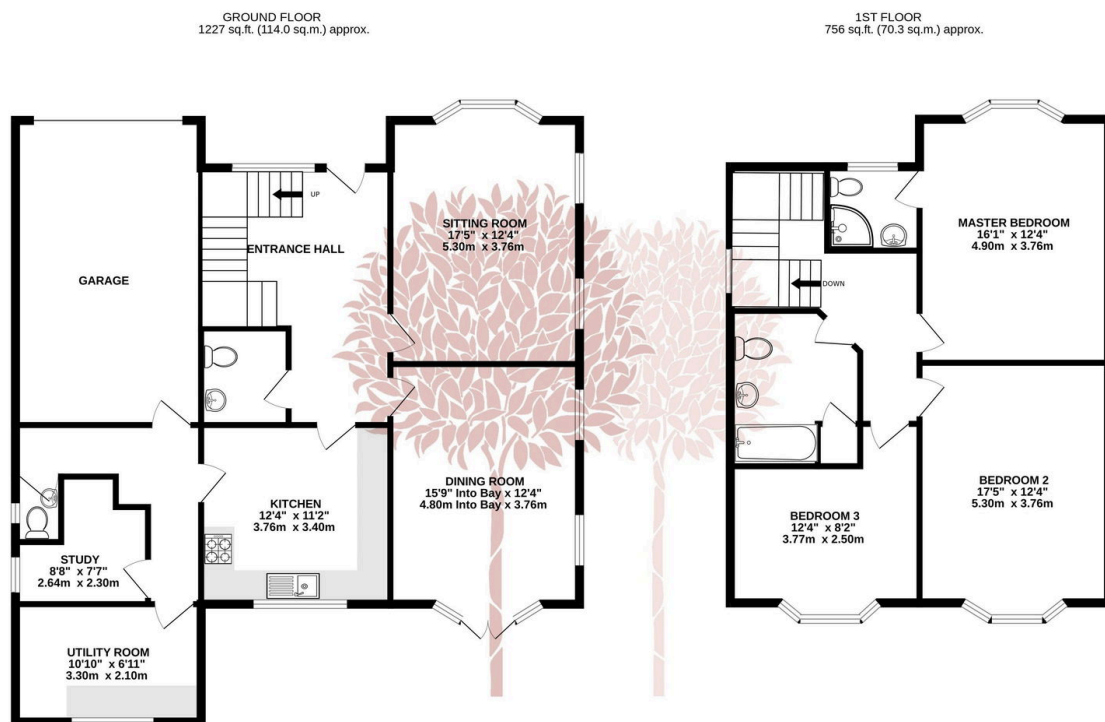 GROUND FLOOR
1227 sq.ft. (114.0 sq.m.) approx.
1ST FLOOR
756 sq.ft. (70.3 sq.m.) approx.
UP
ENTRANCE HALL
SITTING ROOM
17'5" x 12'4"
5.30m x 3.76m
GARAGE
KITCHEN
12'4" x 11'2"
3.76m x 3.40m
DINING ROOM
15'9" Into Bay x 12'4"
4.80m Into Bay x 3.76m
STUDY
8'8" x 7'7"
2.64m x 2.30m
UTILITY ROOM
10'10" x 6'11"
3.30m x 2.10m
MASTER BEDROOM
16'1" x 12'4"
4.90m x 3.76m
DOWN
BEDROOM 2
17'5" x 12'4"
5.30m x 3.76m
BEDROOM 3
12'4" x 8'2"
3.77m x 2.50m